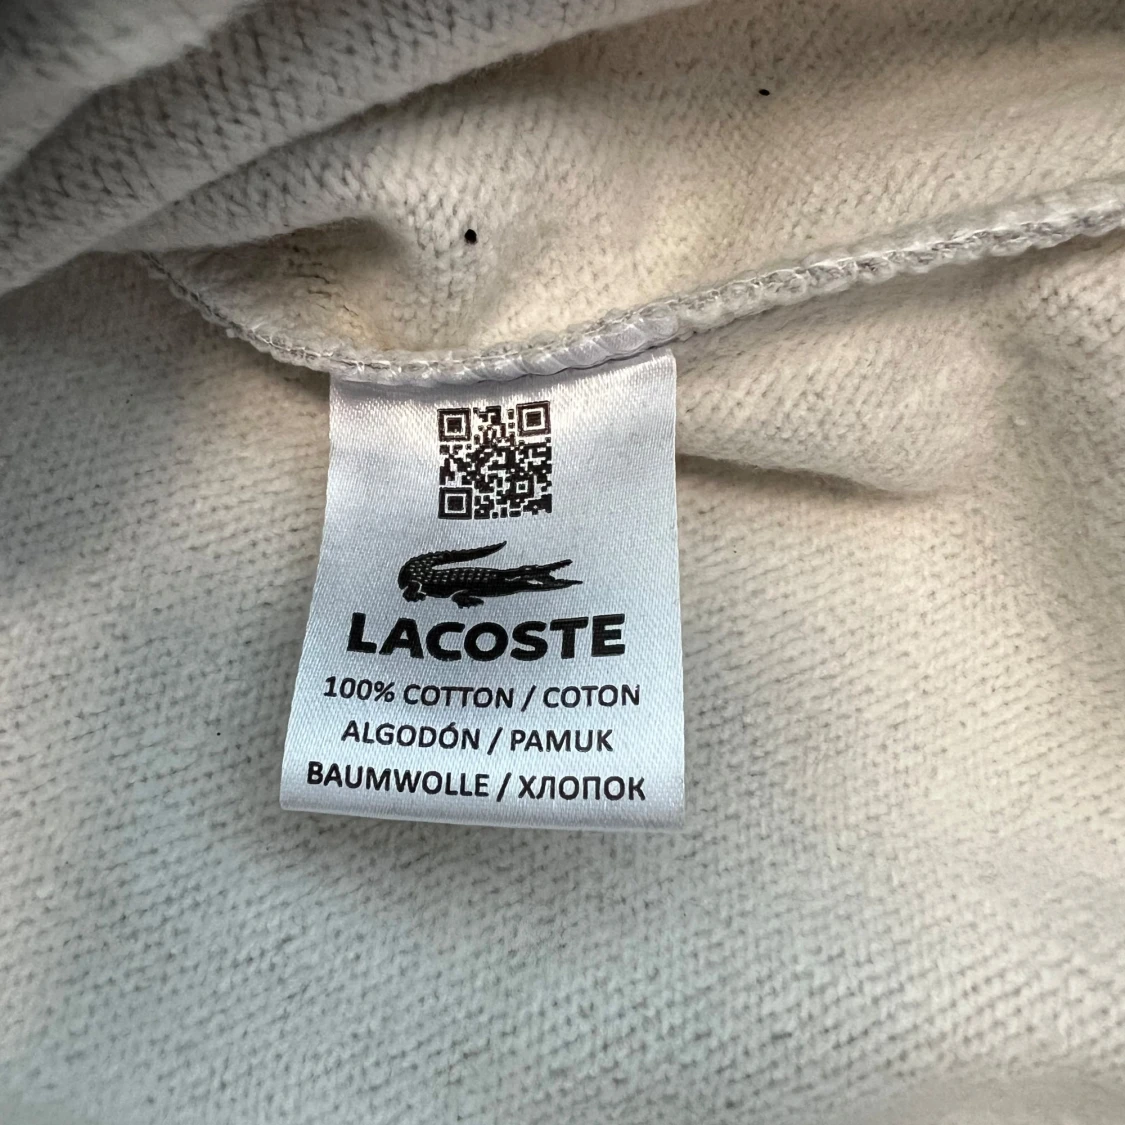 LACOSTE
100% COTTON / COTON
ALGODÓN / PAMUK
BAUMWOLLE / ХЛОПОК